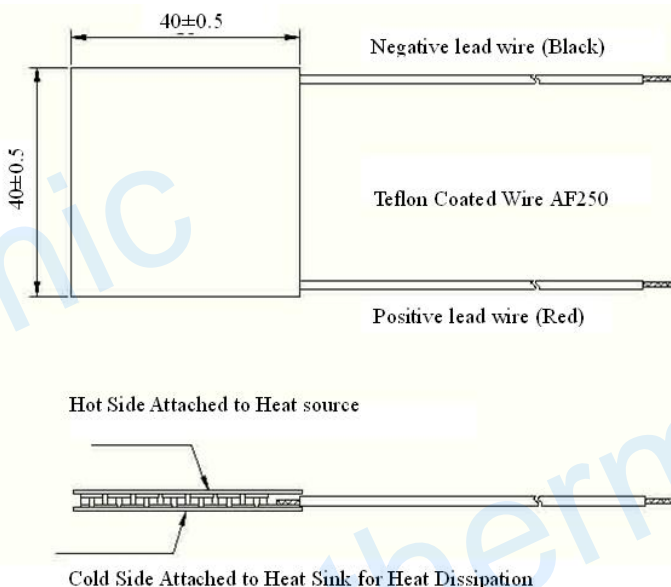 40±0.5
Negative lead wire (Black)
40±0.5
Teflon Coated Wire AF250
Positive lead wire (Red)
Hot Side Attached to Heat source
Cold Side Attached to Heat Sink for Heat Dissipation